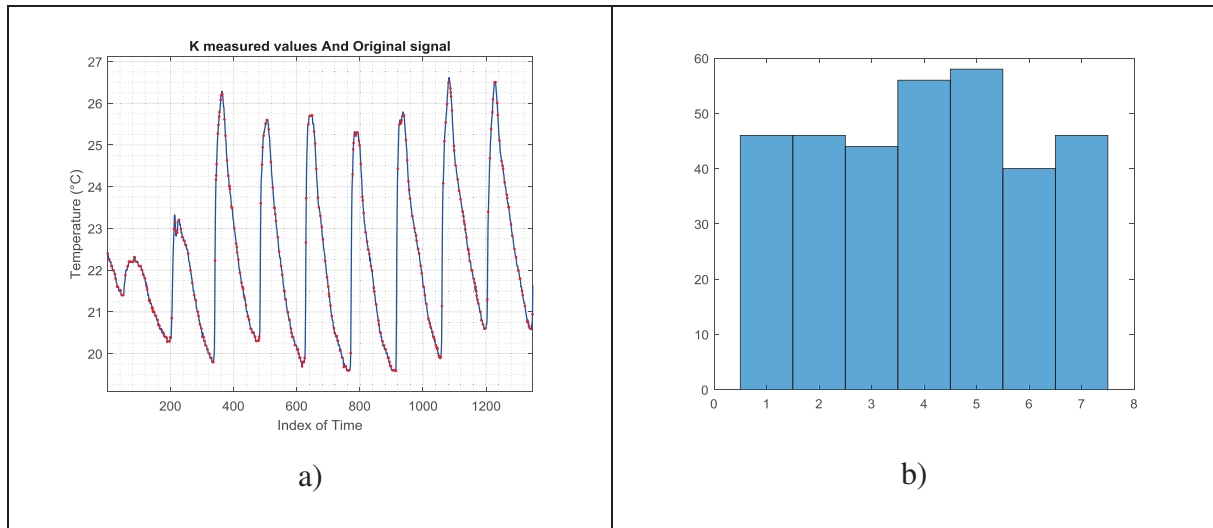 K measured values And Original signal
Temperature (°C)
27
26
25
24
23
22
21
20
200 400 600 800 1000 1200
Index of Time
a)
60
50
40
30
20
10
0
0 1 2 3 4 5 6 7 8
b)